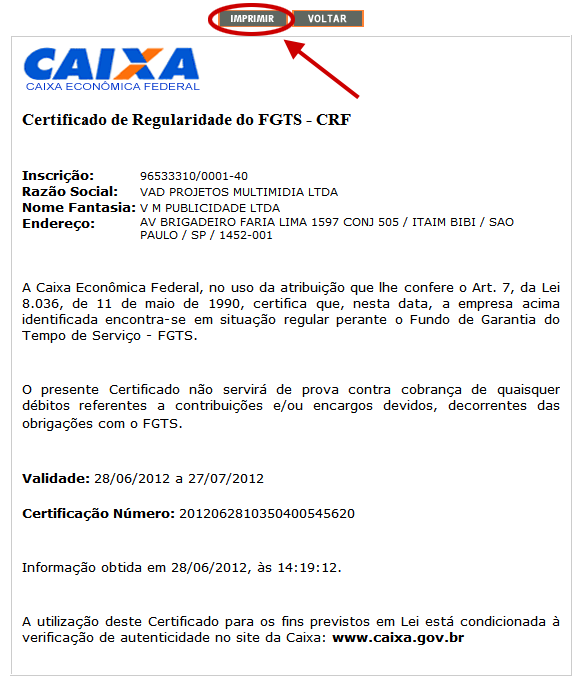 IMPRIMIR VOLTAR
CAIXA
CAIXA ECONÔMICA FEDERAL
Certificado de Regularidade do FGTS - CRF
Inscrição: 96533310/0001-40
Razão Social: VAD PROJETOS MULTIMIDIA LTDA
Nome Fantasia: V M PUBLICIDADE LTDA
Endereço: AV BRIGADEIRO FARIA LIMA 1597 CONJ 505 / ITAIM BIBI / SAO
PAULO / SP / 1452-001
A Caixa Econômica Federal, no uso da atribuição que lhe confere o Art. 7, da Lei
8.036, de 11 de maio de 1990, certifica que, nesta data, a empresa acima
identificada encontra-se em situação regular perante o Fundo de Garantia do
Tempo de Serviço - FGTS.
O presente Certificado não servirá de prova contra cobrança de quaisquer
débitos referentes a contribuições e/ou encargos devidos, decorrentes das
obrigações com o FGTS.
Validade: 28/06/2012 a 27/07/2012
Certificação Número: 2012062810350400545620
Informação obtida em 28/06/2012, às 14:19:12.
A utilização deste Certificado para os fins previstos em Lei está condicionada à
verificação de autenticidade no site da Caixa: www.caixa.gov.br